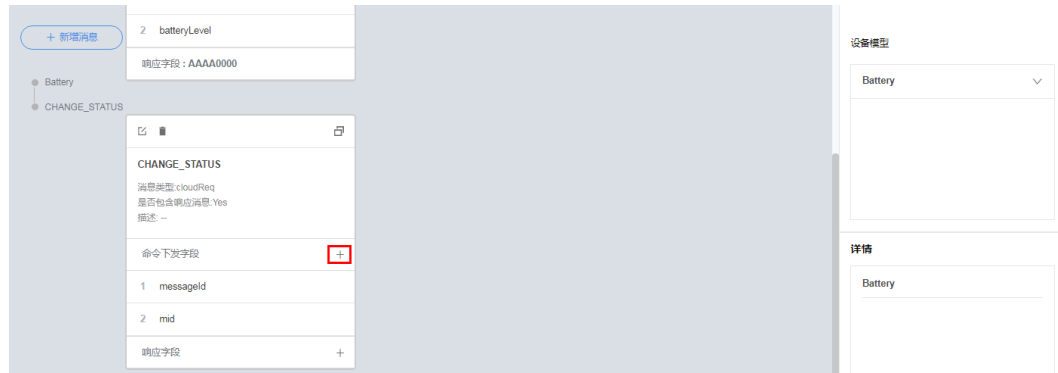 + 新增消息
Battery
CHANGE_STATUS
2 batteryLevel
响应字段 : AAAA0000
CHANGE_STATUS
消息类型:cloudReq
是否包含响应消息:Yes
描述: --
命令下发字段 +
1 messageId
2 mid
响应字段 +
设备模型
Battery
详情
Battery